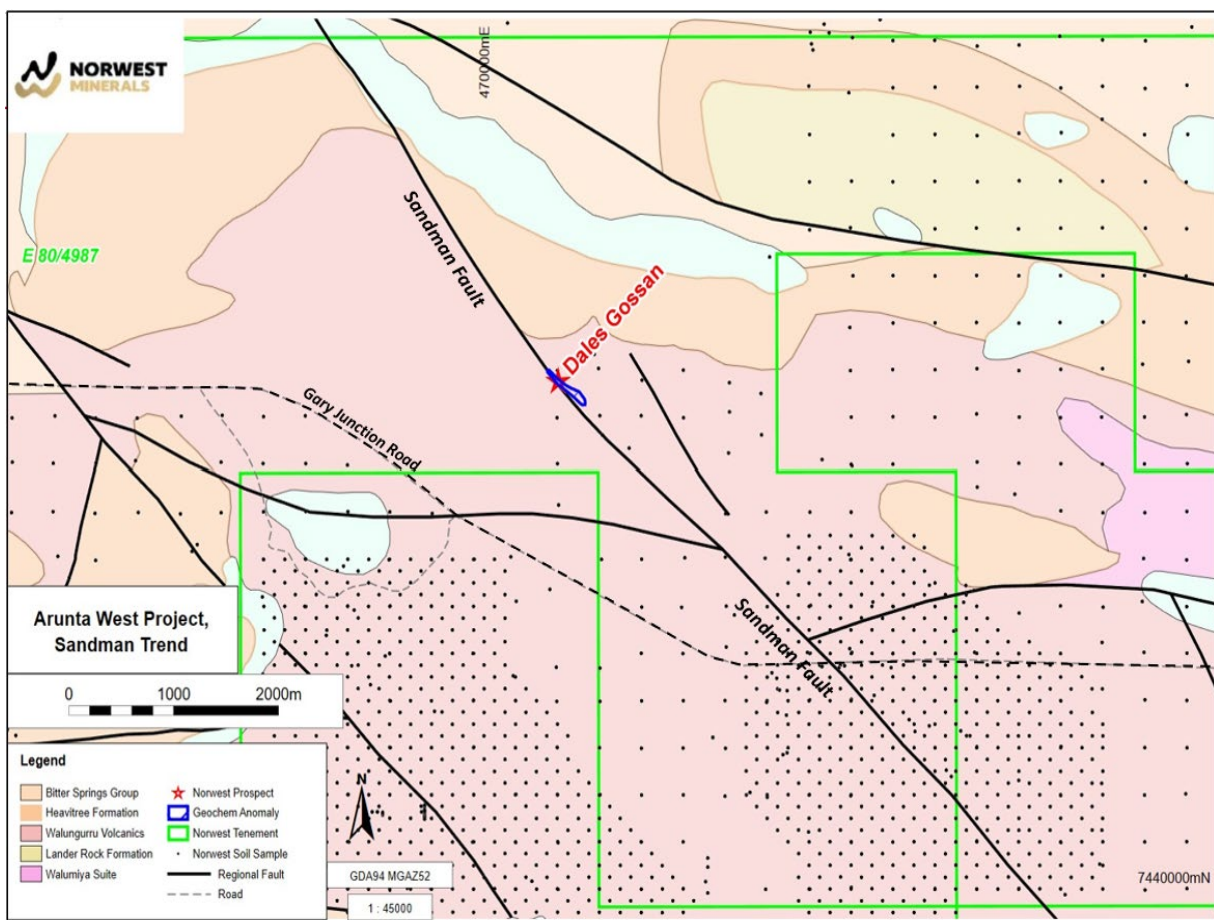 NORWEST
MINERALS
470000mE
E 80/4987
Sandman Fault
Dales Gossan
Gary Junction Road
Sandman Fault
Arunta West Project,
Sandman Trend
0 1000 2000m
Legend
Bitter Springs Group
Heavitree Formation
Walungurru Volcanics
Lander Rock Formation
Walumiya Suite
Norwest Prospect
Geochem Anomaly
Norwest Tenement
Norwest Soil Sample
Regional Fault
Road
N
GDA94 MGAZ52
1 : 45000
7440000mN